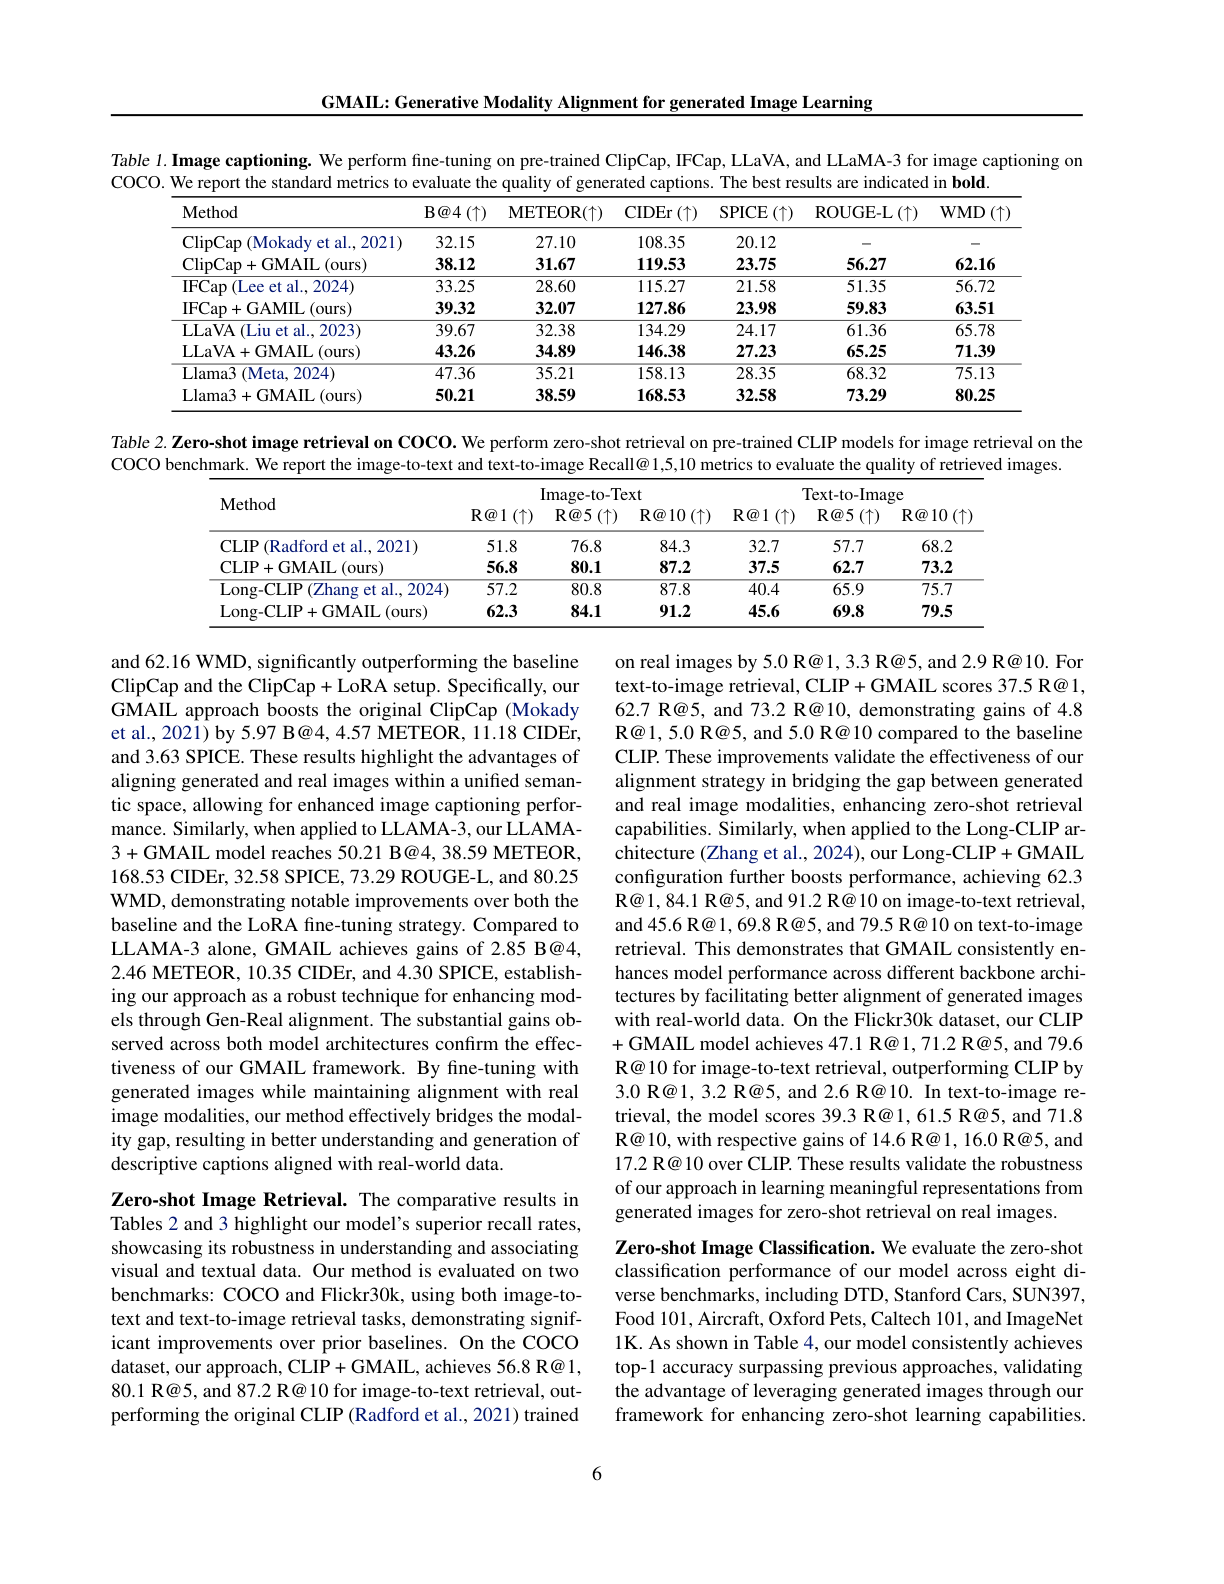 GMAIL: Generative Modality Alignment for generated Image Learning
Table 1. Image captioning. We perform fine-tuning on pre-trained ClipCap, IFCap, LLaVA, and LLaMA-3 for image captioning on
COCO. We report the standard metrics to evaluate the quality of generated captions. The best results are indicated in bold.
Method B@4 (↑) METEOR(↑) CIDEr (↑) SPICE (↑) ROUGE-L (↑) WMD (↑)
ClipCap (Mokady et al., 2021) 32.15 27.10 108.35 20.12 – –
ClipCap + GMAIL (ours) 38.12 31.67 119.53 23.75 56.27 62.16
IFCap (Lee et al., 2024) 33.25 28.60 115.27 21.58 51.35 56.72
IFCap + GAMIL (ours) 39.32 32.07 127.86 23.98 59.83 63.51
LLaVA (Liu et al., 2023) 39.67 32.38 134.29 24.17 61.36 65.78
LLaVA + GMAIL (ours) 43.26 34.89 146.38 27.23 65.25 71.39
Llama3 (Meta, 2024) 47.36 35.21 158.13 28.35 68.32 75.13
Llama3 + GMAIL (ours) 50.21 38.59 168.53 32.58 73.29 80.25
Table 2. Zero-shot image retrieval on COCO. We perform zero-shot retrieval on pre-trained CLIP models for image retrieval on the
COCO benchmark. We report the image-to-text and text-to-image Recall@1,5,10 metrics to evaluate the quality of retrieved images.
Method Image-to-Text Text-to-Image
R@1 (↑) R@5 (↑) R@10 (↑) R@1 (↑) R@5 (↑) R@10 (↑)
CLIP (Radford et al., 2021) 51.8 76.8 84.3 32.7 57.7 68.2
CLIP + GMAIL (ours) 56.8 80.1 87.2 37.5 62.7 73.2
Long-CLIP (Zhang et al., 2024) 57.2 80.8 87.8 40.4 65.9 75.7
Long-CLIP + GMAIL (ours) 62.3 84.1 91.2 45.6 69.8 79.5
and 62.16 WMD, significantly outperforming the baseline
ClipCap and the ClipCap + LoRA setup. Specifically, our
GMAIL approach boosts the original ClipCap (Mokady
et al., 2021) by 5.97 B@4, 4.57 METEOR, 11.18 CIDEr,
and 3.63 SPICE. These results highlight the advantages of
aligning generated and real images within a unified seman-
tic space, allowing for enhanced image captioning perfor-
mance. Similarly, when applied to LLAMA-3, our LLAMA-
3 + GMAIL model reaches 50.21 B@4, 38.59 METEOR,
168.53 CIDEr, 32.58 SPICE, 73.29 ROUGE-L, and 80.25
WMD, demonstrating notable improvements over both the
baseline and the LoRA fine-tuning strategy. Compared to
LLAMA-3 alone, GMAIL achieves gains of 2.85 B@4,
2.46 METEOR, 10.35 CIDEr, and 4.30 SPICE, establish-
ing our approach as a robust technique for enhancing mod-
els through Gen-Real alignment. The substantial gains ob-
served across both model architectures confirm the effec-
tiveness of our GMAIL framework. By fine-tuning with
generated images while maintaining alignment with real
image modalities, our method effectively bridges the modal-
ity gap, resulting in better understanding and generation of
descriptive captions aligned with real-world data.
Zero-shot Image Retrieval. The comparative results in
Tables 2 and 3 highlight our model's superior recall rates,
showcasing its robustness in understanding and associating
visual and textual data. Our method is evaluated on two
benchmarks: COCO and Flickr30k, using both image-to-
text and text-to-image retrieval tasks, demonstrating signif-
icant improvements over prior baselines. On the COCO
dataset, our approach, CLIP + GMAIL, achieves 56.8 R@1,
80.1 R@5, and 87.2 R@10 for image-to-text retrieval, out-
performing the original CLIP (Radford et al., 2021) trained
on real images by 5.0 R@1, 3.3 R@5, and 2.9 R@10. For
text-to-image retrieval, CLIP + GMAIL scores 37.5 R@1,
62.7 R@5, and 73.2 R@10, demonstrating gains of 4.8
R@1, 5.0 R@5, and 5.0 R@10 compared to the baseline
CLIP. These improvements validate the effectiveness of our
alignment strategy in bridging the gap between generated
and real image modalities, enhancing zero-shot retrieval
capabilities. Similarly, when applied to the Long-CLIP ar-
chitecture (Zhang et al., 2024), our Long-CLIP + GMAIL
configuration further boosts performance, achieving 62.3
R@1, 84.1 R@5, and 91.2 R@10 on image-to-text retrieval,
and 45.6 R@1, 69.8 R@5, and 79.5 R@10 on text-to-image
retrieval. This demonstrates that GMAIL consistently en-
hances model performance across different backbone archi-
tectures by facilitating better alignment of generated images
with real-world data. On the Flickr30k dataset, our CLIP
+ GMAIL model achieves 47.1 R@1, 71.2 R@5, and 79.6
R@10 for image-to-text retrieval, outperforming CLIP by
3.0 R@1, 3.2 R@5, and 2.6 R@10. In text-to-image re-
trieval, the model scores 39.3 R@1, 61.5 R@5, and 71.8
R@10, with respective gains of 14.6 R@1, 16.0 R@5, and
17.2 R@10 over CLIP. These results validate the robustness
of our approach in learning meaningful representations from
generated images for zero-shot retrieval on real images.
Zero-shot Image Classification. We evaluate the zero-shot
classification performance of our model across eight di-
verse benchmarks, including DTD, Stanford Cars, SUN397,
Food 101, Aircraft, Oxford Pets, Caltech 101, and ImageNet
1K. As shown in Table 4, our model consistently achieves
top-1 accuracy surpassing previous approaches, validating
the advantage of leveraging generated images through our
framework for enhancing zero-shot learning capabilities.
6